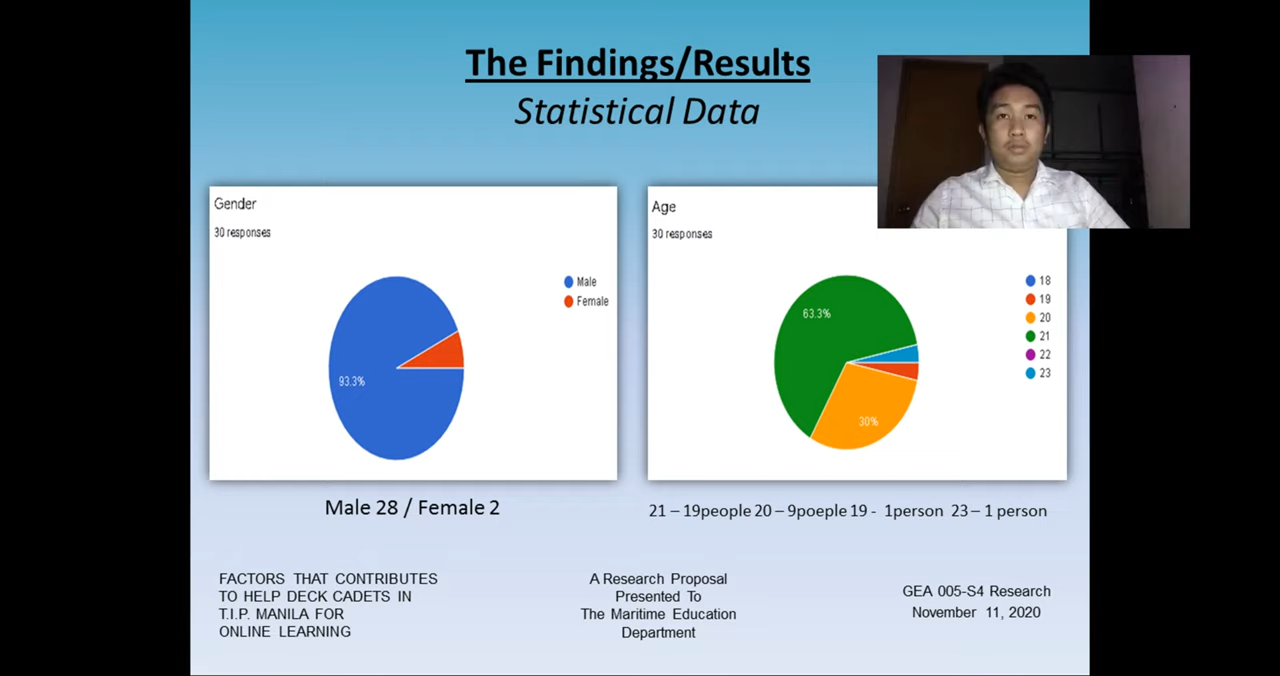 The Findings/Results
Statistical Data
Gender
30 responses
Male
Female
93.3%
Age
30 responses
18
19
20
21
22
23
63.3%
30%
Male 28 / Female 2
21 – 19people 20 – 9poeple 19 - 1person 23 – 1 person
FACTORS THAT CONTRIBUTES
TO HELP DECK CADETS IN
T.I.P. MANILA FOR
ONLINE LEARNING
A Research Proposal
Presented To
The Maritime Education
Department
GEA 005-S4 Research
November 11, 2020